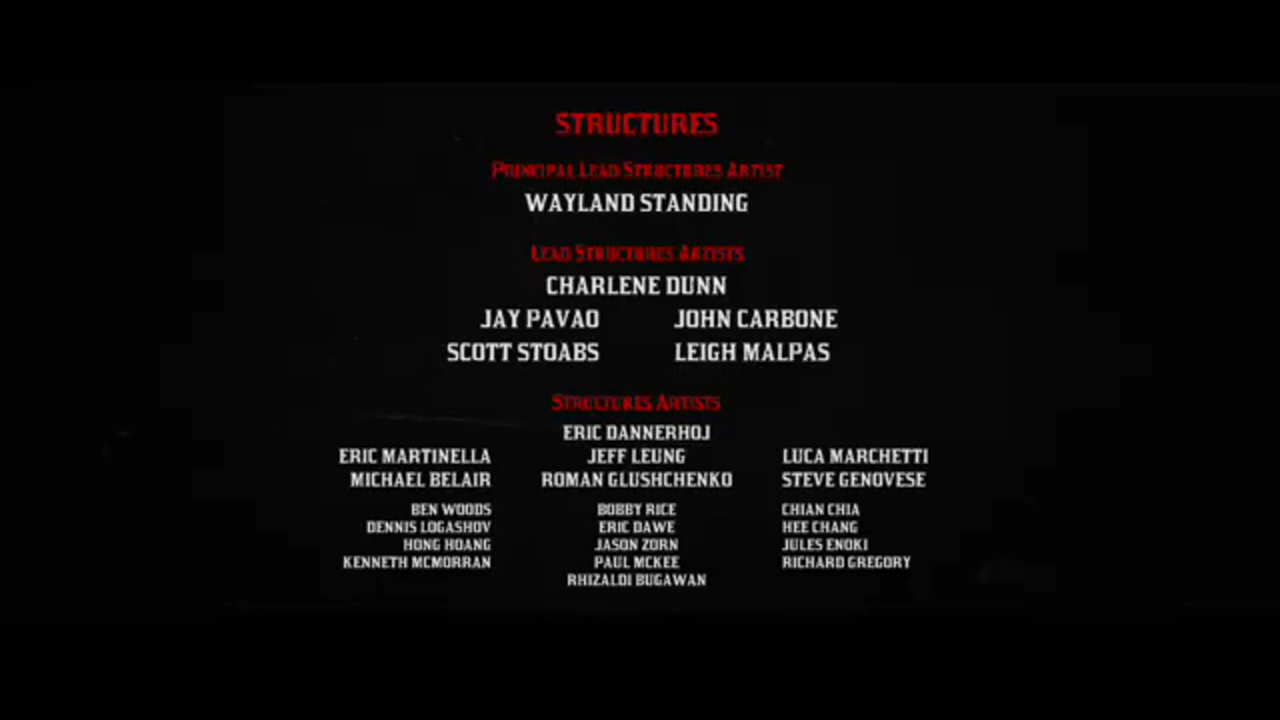 STRUCTURES
PRINCIPAL LEAD STRUCTURES ARTIST
WAYLAND STANDING
LEAD STRUCTURES ARTISTS
CHARLENE DUNN
JAY PAVAO JOHN CARBONE
SCOTT STOABS LEIGH MALPAS
STRUCTURES ARTISTS
ERIC DANNERHOJ
ERIC MARTINELLA JEFF LEUNG LUCA MARCHETTI
MICHAEL BELAIR ROMAN GLUSHCHENKO STEVE GENOVESE
BEN WOODS BOBBY RICE CHIAN CHIA
DENNIS LOGASHOV ERIC DAWE HEE CHANG
HONG HOANG JASON ZORN JULES ENOKI
KENNETH MCMORRAN PAUL MCKEE RICHARD GREGORY
RHIZALDI BUGAWAN